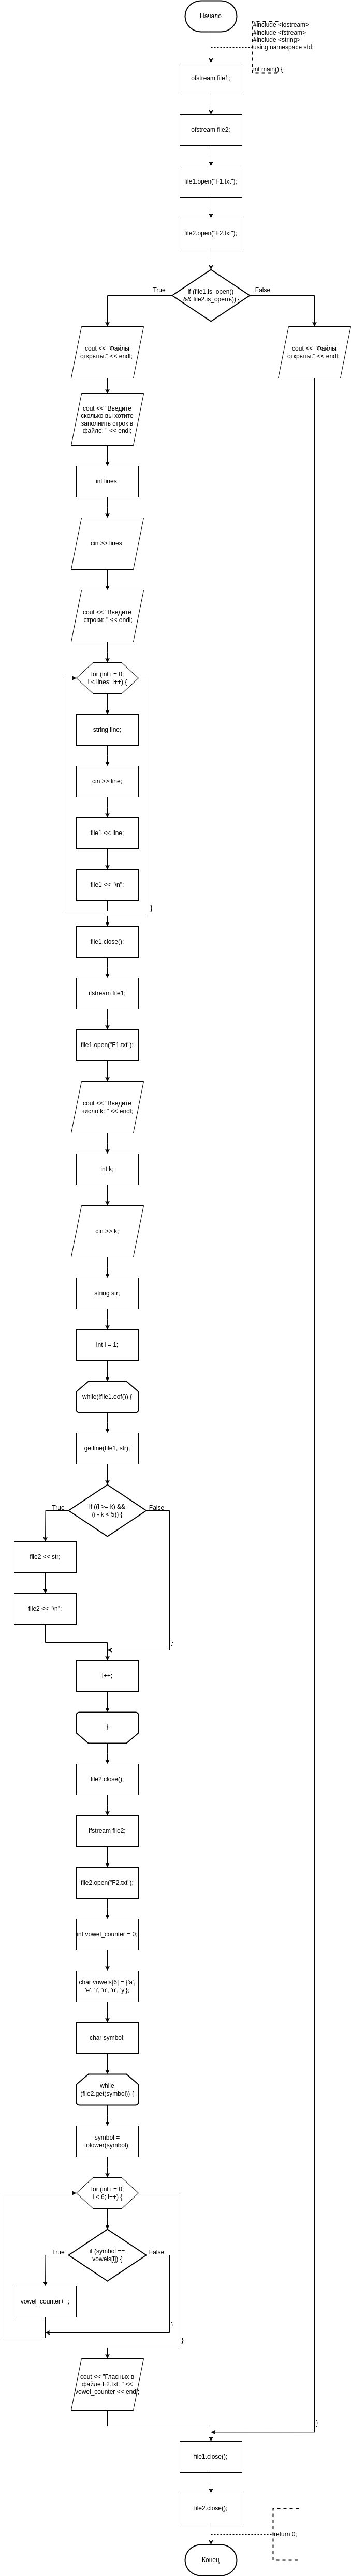 Начало
#include <iostream>
#include <fstream>
#include <string>
using namespace std;
int main() {
ofstream file1;
ofstream file2;
file1.open("F1.txt");
file2.open("F2.txt");
True
if (file1.is_open()
&& file2.is_openъ)) {
False
cout << "Файлы
открыты." << endl;
cout << "Файлы
открыты." << endl;
cout << "Введите
сколько вы хотите
заполнить строк в
файле: " << endl;
int lines;
cin >> lines;
cout << "Введите
строки: " << endl;
for (int i = 0;
i < lines; i++) {
string line;
cin >> line;
file1 << line;
file1 << "\n";
}
file1.close();
ifstream file1;
file1.open("F1.txt");
cout << "Введите
число k: " << endl;
int k;
cin >> k;
string str;
int i = 1;
while(!file1.eof()) {
getline(file1, str);
True
if ((i >= k) &&
(i - k < 5)) {
False
file2 << str;
file2 << "\n";
}
i++;
}
file2.close();
ifstream file2;
file2.open("F2.txt");
int vowel_counter = 0;
char vowels[6] = {'a',
'e', 'i', 'o', 'u', 'y'};
char symbol;
while
(file2.get(symbol)) {
symbol =
tolower(symbol);
for (int i = 0;
i < 6; i++) {
True
if (symbol ==
vowels[i]) {
False
vowel_counter++;
}
}
cout << "Гласных в
файле F2.txt: " <<
vowel_counter << endl;
}
file1.close();
file2.close();
return 0;
Конец